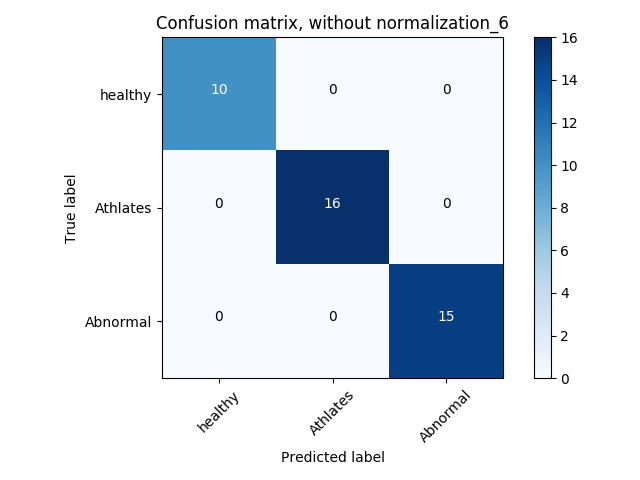 Confusion matrix, without normalization_6
True label
healthy 10 0 0
Athlates 0 16 0
Abnormal 0 0 15
healthy Athlates Abnormal
Predicted label
16
14
12
10
8
6
4
2
0